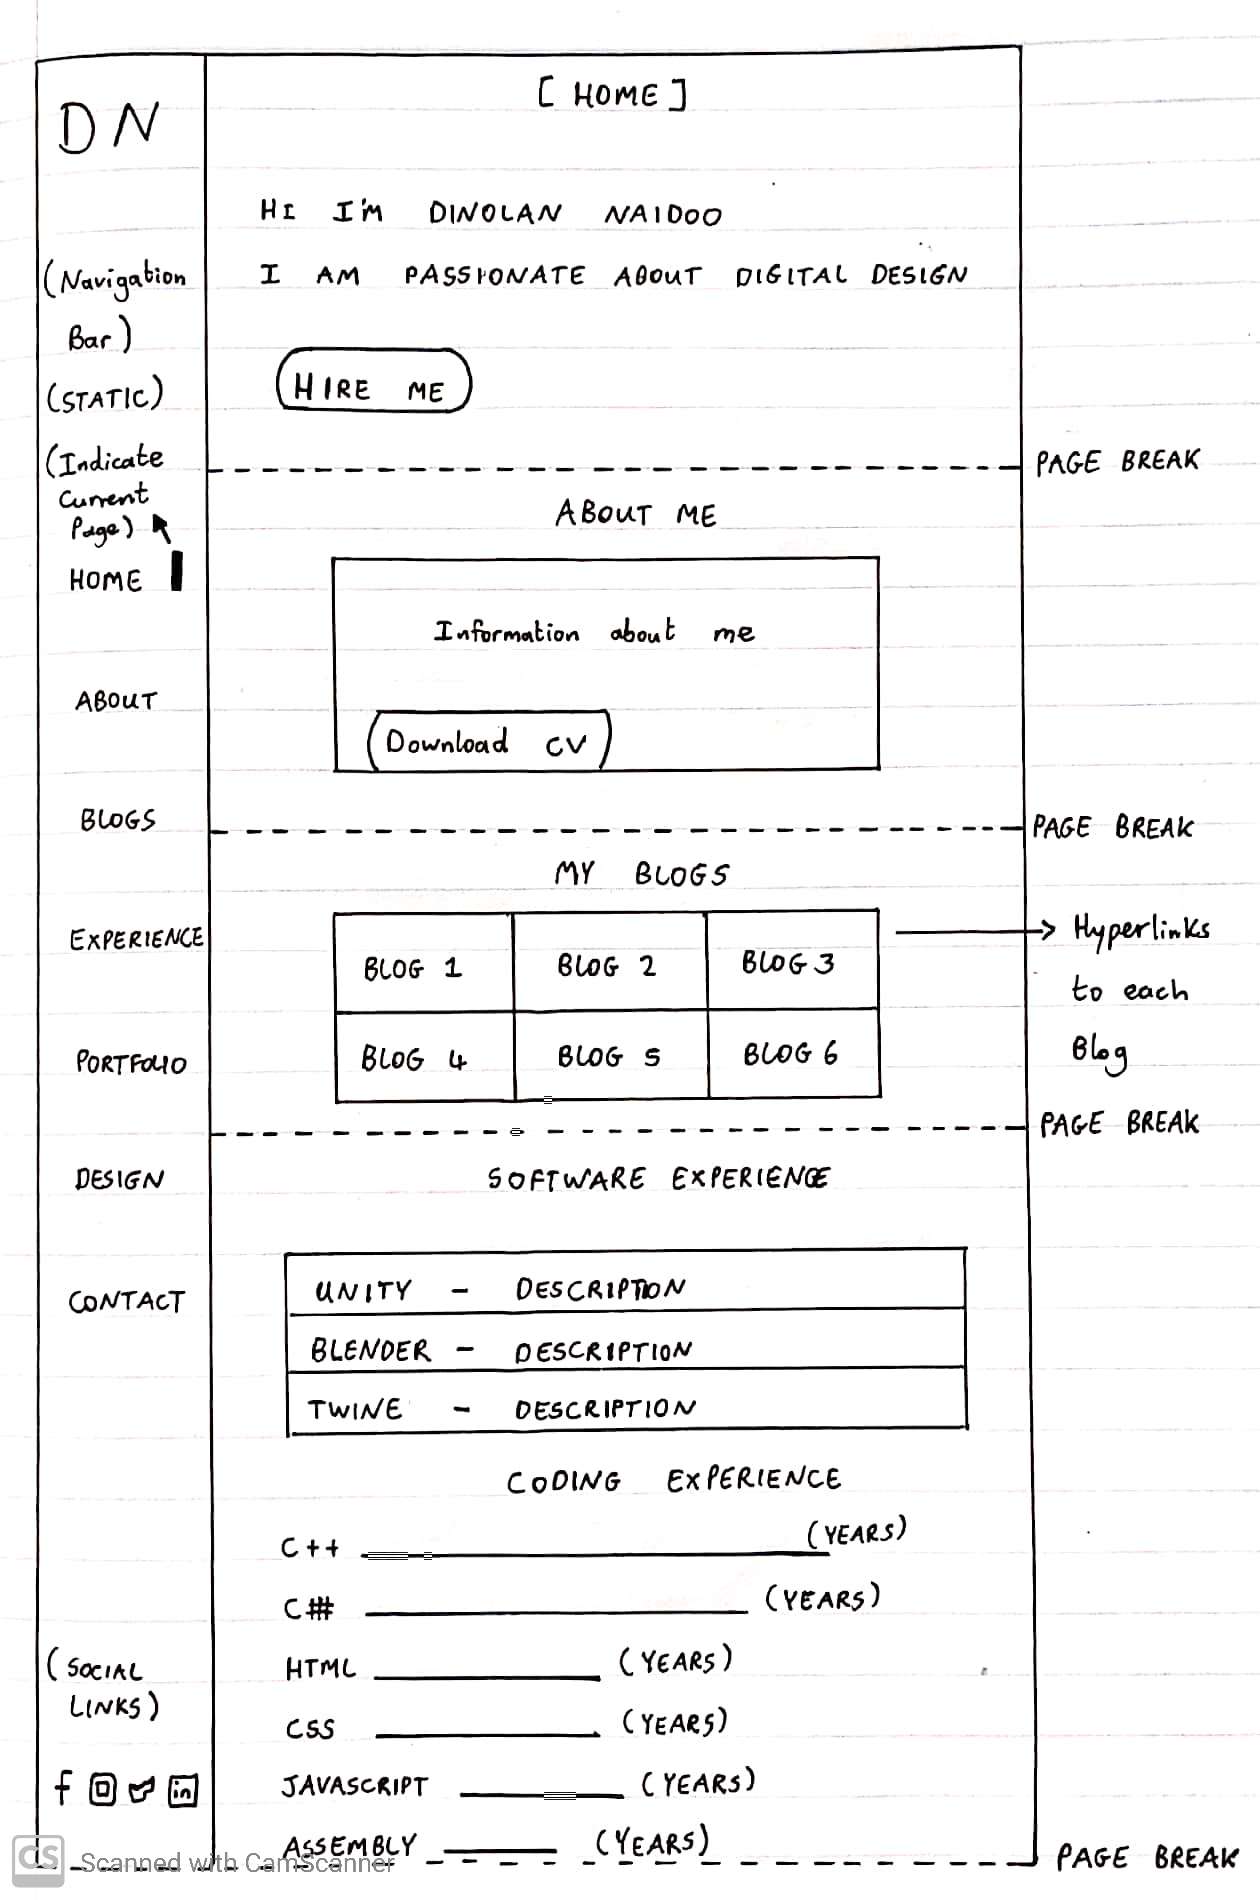 DN
(Navigation
Bar)
(STATIC)
(Indicate
Current
Page)
HOME
ABOUT
BLOGS
EXPERIENCE
PORTFOLIO
DESIGN
CONTACT
(SOCIAL
LINKS)
f in
[ HOME ]
HI I'M DINOLAN NAIDOO
I AM PASSIONATE ABOUT DIGITAL DESIGN
HIRE ME
PAGE BREAK
ABOUT ME
Information about me
Download CV
PAGE BREAK
MY BLOGS
BLOG 1 BLOG 2 BLOG 3
BLOG 4 BLOG 5 BLOG 6
Hyperlinks
to each
Blog
PAGE BREAK
SOFTWARE EXPERIENCE
UNITY - DESCRIPTION
BLENDER - DESCRIPTION
TWINE - DESCRIPTION
CODING EXPERIENCE
C++ (YEARS)
C# (YEARS)
HTML (YEARS)
CSS (YEARS)
JAVASCRIPT (YEARS)
ASSEMBLY (YEARS)
PAGE BREAK
CS Scanned with CamScanner